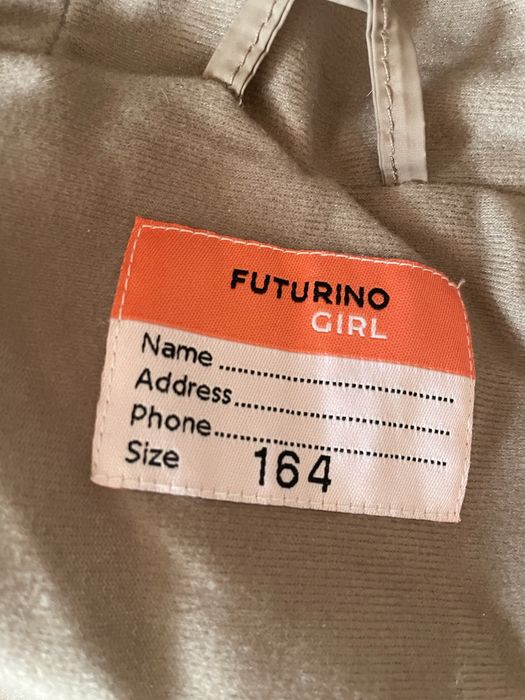 FUTURINO
GIRL
Name
Address
Phone
Size 164